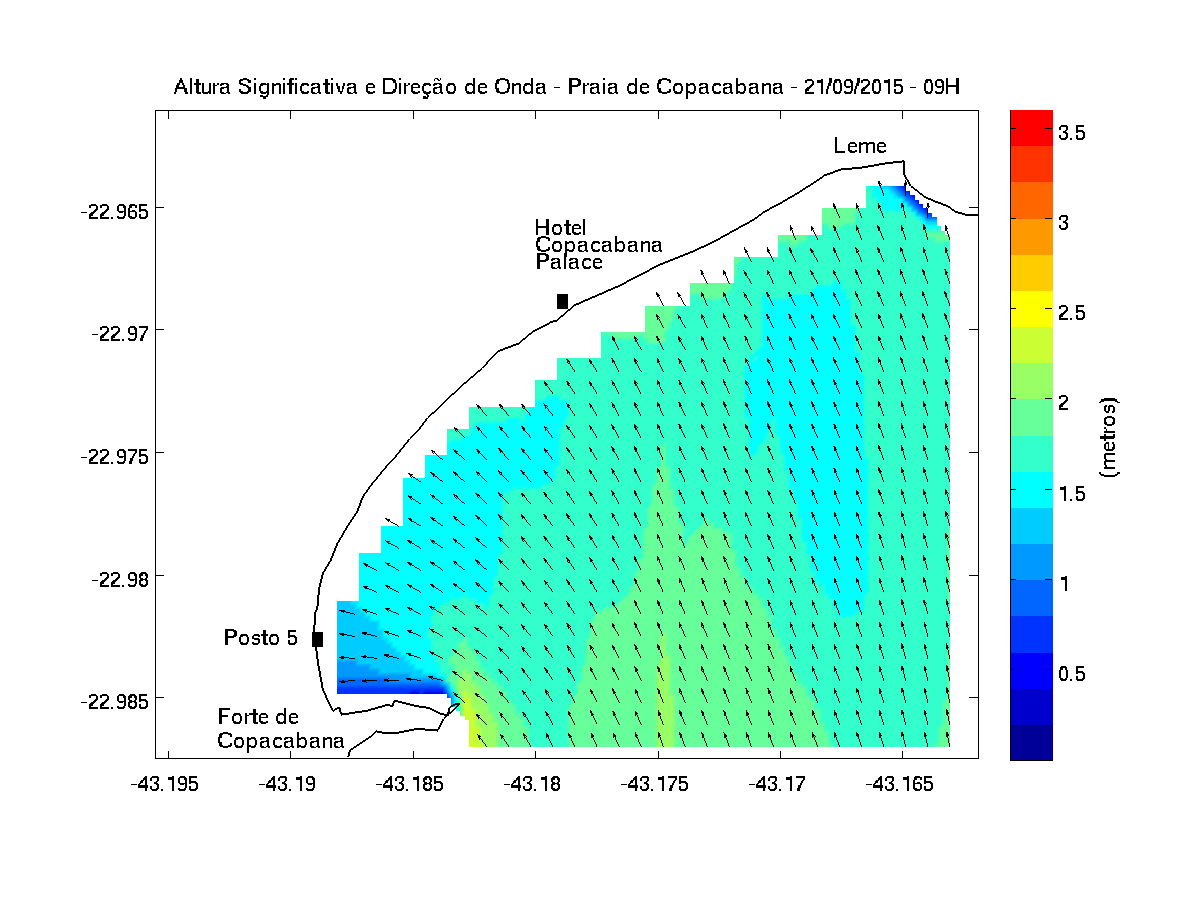 Altura Significativa e Direção de Onda - Praia de Copacabana - 21/09/2015 - 09H
Leme
Hotel
Copacabana
Palace
Posto 5
Forte de
Copacabana
-22.965
-22.97
-22.975
-22.98
-22.985
-43.195
-43.19
-43.185
-43.18
-43.175
-43.17
-43.165
3.5
3
2.5
2
1.5
1
0.5
(metros)